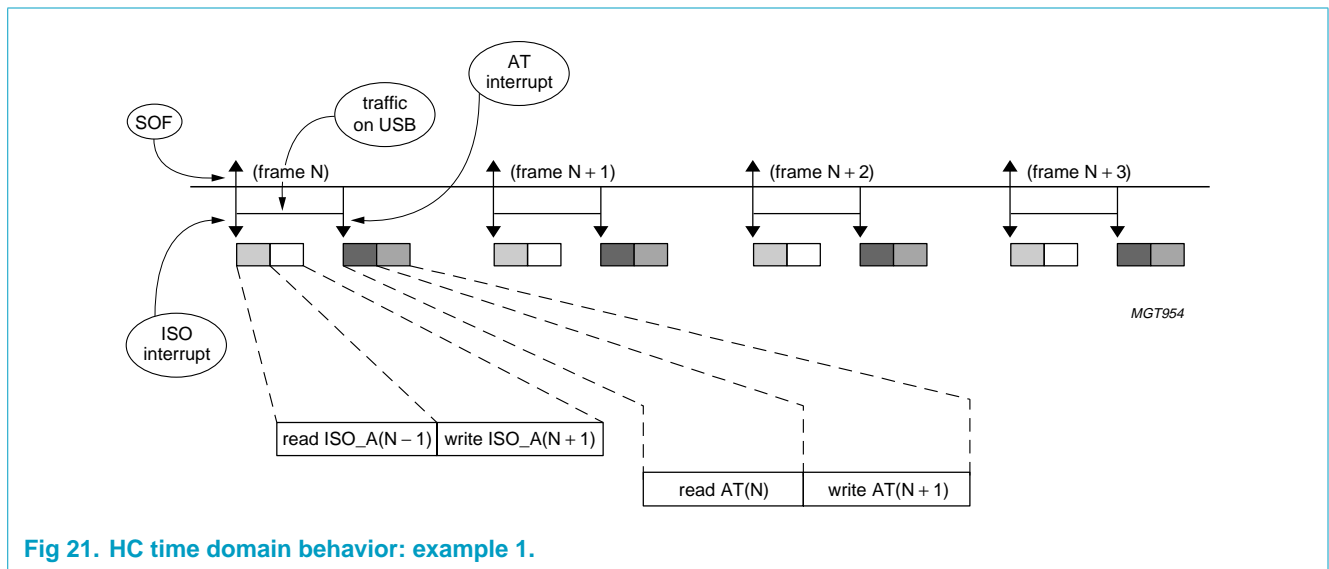 AT
interrupt
traffic
on USB
SOF
(frame N)
(frame N + 1)
(frame N + 2)
(frame N + 3)
MGT954
ISO
interrupt
read ISO_A(N − 1)
write ISO_A(N + 1)
read AT(N)
write AT(N + 1)
Fig 21. HC time domain behavior: example 1.